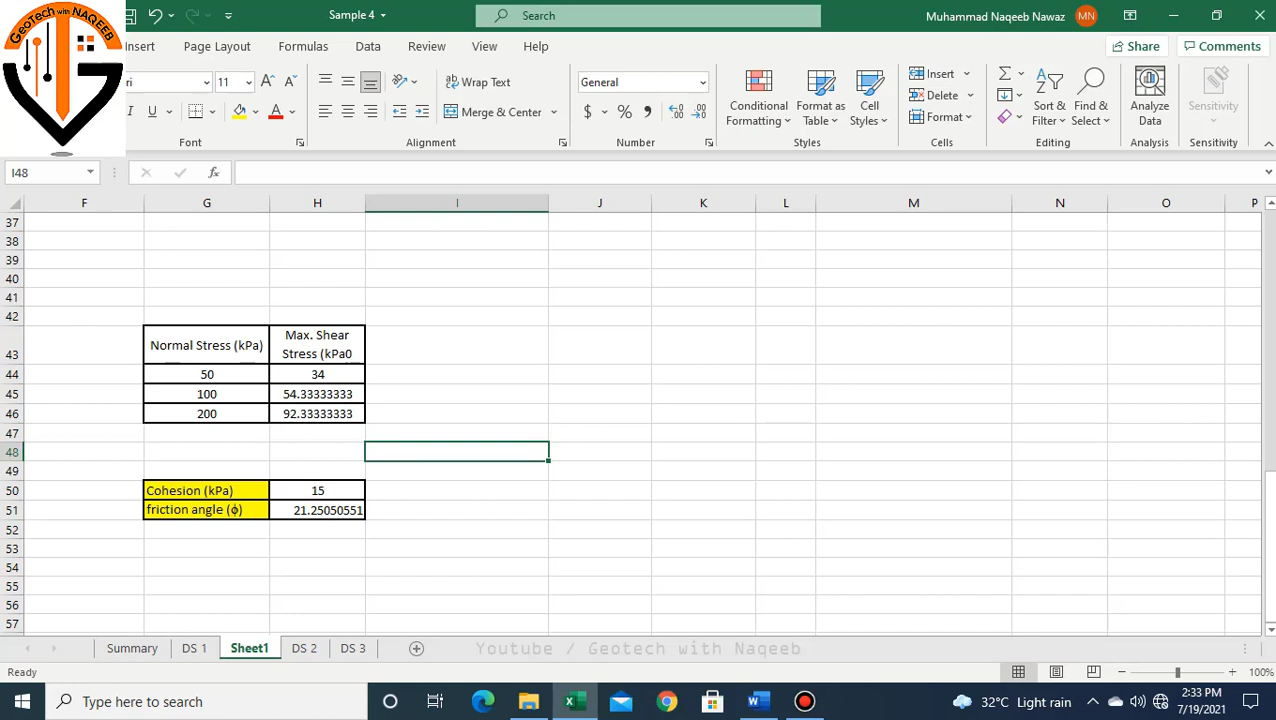 GeoTech with NAQEEB
Sample 4
Search
Muhammad Naqeeb Nawaz
MN
nsert
Page Layout
Formulas
Data
Review
View
Help
Share
Comments
ri
11
Wrap Text
General
Merge & Center
Conditional
Formatting
Format as
Table
Cell
Styles
Insert
Delete
Format
Sort &
Filter
Find &
Select
Analyze
Data
Sensitivity
Font
Alignment
Number
Styles
Cells
Editing
Analysis
Sensitivity
I48
fx
F G H I J K L M N O P
37
38
39
40
41
42
43 Normal Stress (kPa) Max. Shear
Stress (kPa0
44 50 34
45 100 54.33333333
46 200 92.33333333
47
48
49
50 Cohesion (kPa) 15
51 friction angle (ϕ) 21.25050551
52
53
54
55
56
57
Summary DS 1 Sheet1 DS 2 DS 3
Youtube / Geotech with Naqeeb
Ready
100%
Type here to search
32°C Light rain
2:33 PM
7/19/2021